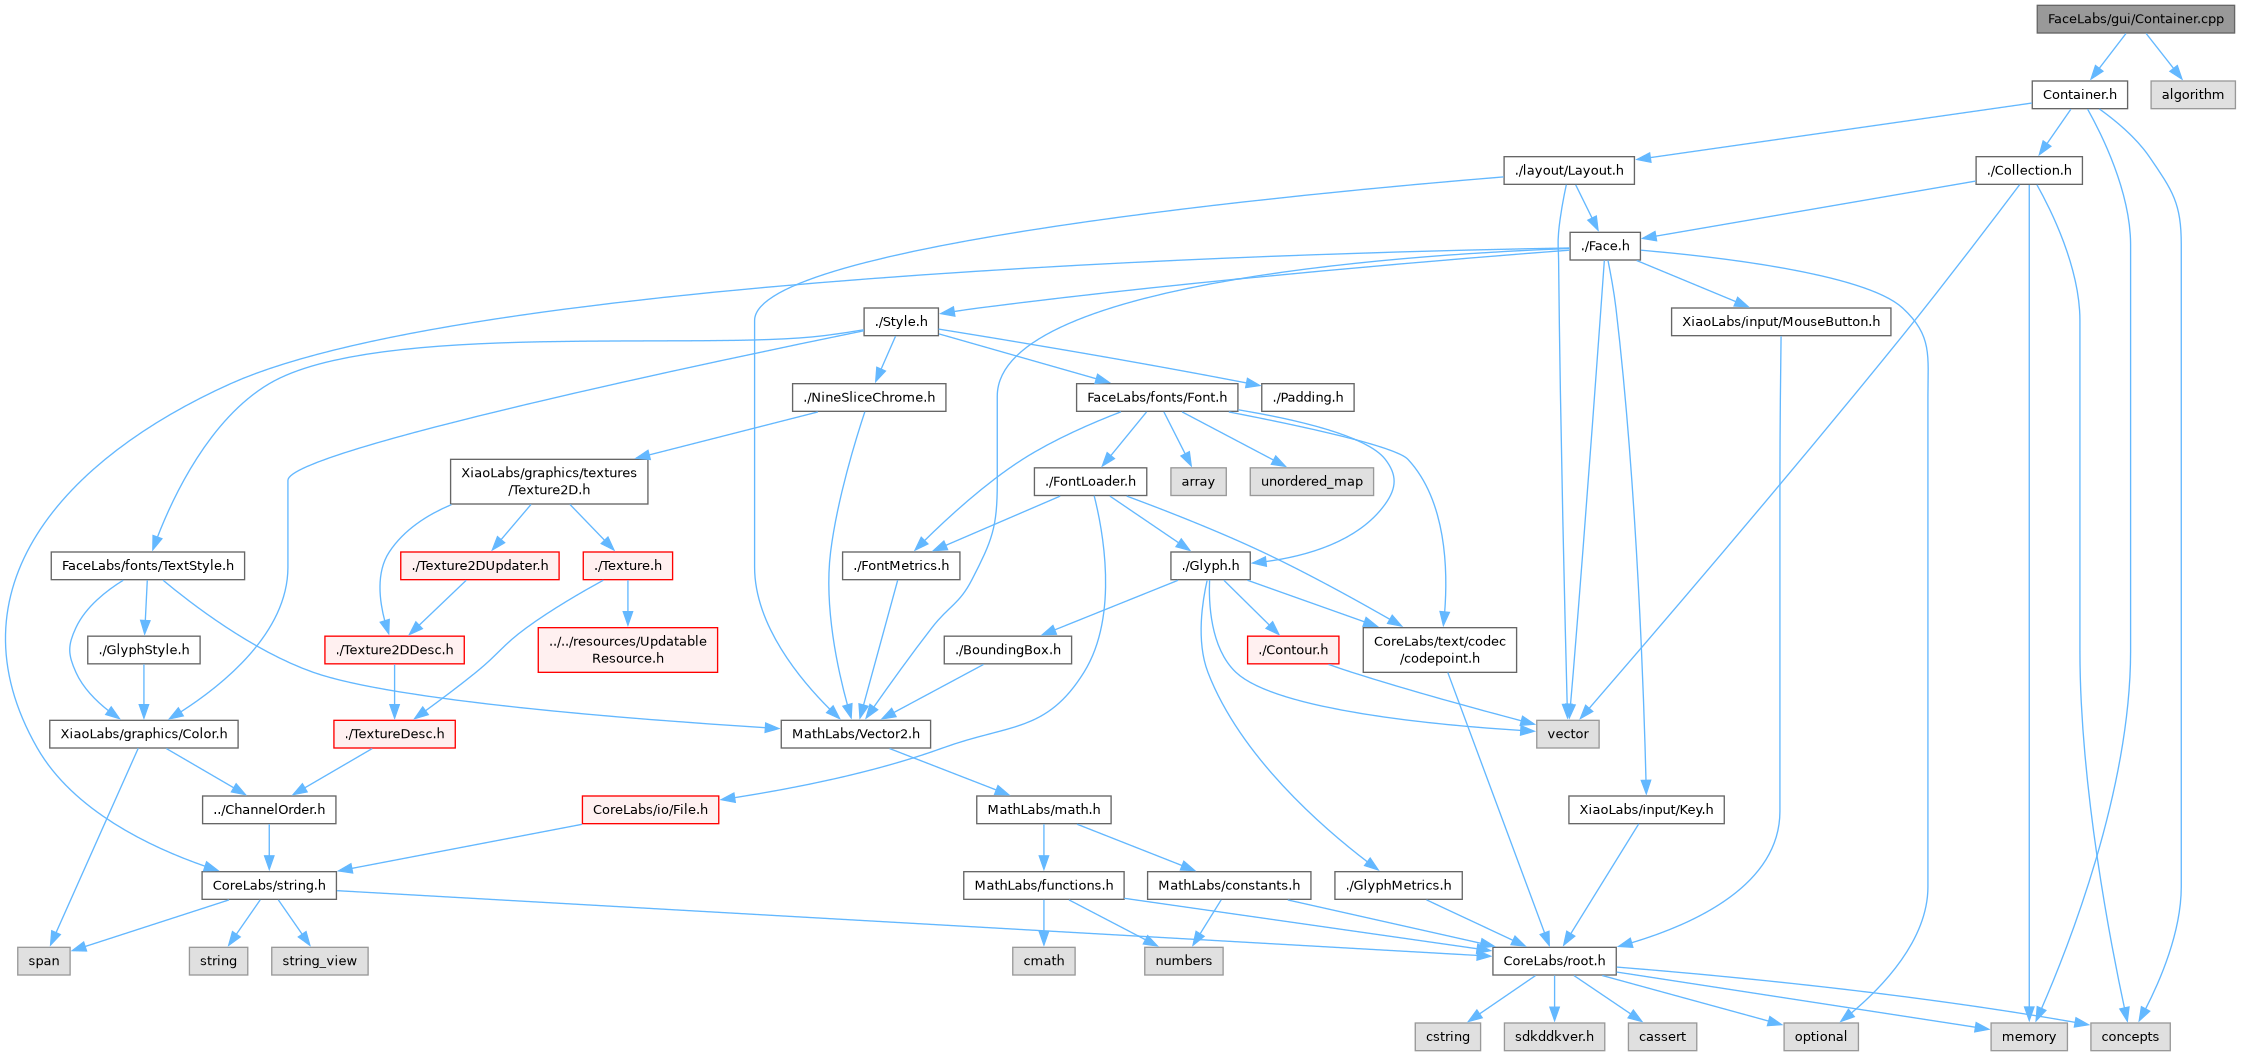 FaceLabs/gui/Container.cpp
Container.h
algorithm
./layout/Layout.h
./Collection.h
./Face.h
./Style.h
XiaoLabs/input/MouseButton.h
./NineSliceChrome.h
FaceLabs/fonts/Font.h
./Padding.h
XiaoLabs/graphics/textures
/Texture2D.h
./FontLoader.h
array
unordered_map
FaceLabs/fonts/TextStyle.h
./Texture2DUpdater.h
./Texture.h
./FontMetrics.h
./Glyph.h
./GlyphStyle.h
./Texture2DDesc.h
../../resources/Updatable
Resource.h
./BoundingBox.h
./Contour.h
CoreLabs/text/codec
/codepoint.h
XiaoLabs/graphics/Color.h
./TextureDesc.h
MathLabs/Vector2.h
vector
../ChannelOrder.h
CoreLabs/io/File.h
MathLabs/math.h
XiaoLabs/input/Key.h
CoreLabs/string.h
MathLabs/functions.h
MathLabs/constants.h
./GlyphMetrics.h
span
string
string_view
cmath
numbers
CoreLabs/root.h
cstring
sdkddkver.h
cassert
optional
memory
concepts